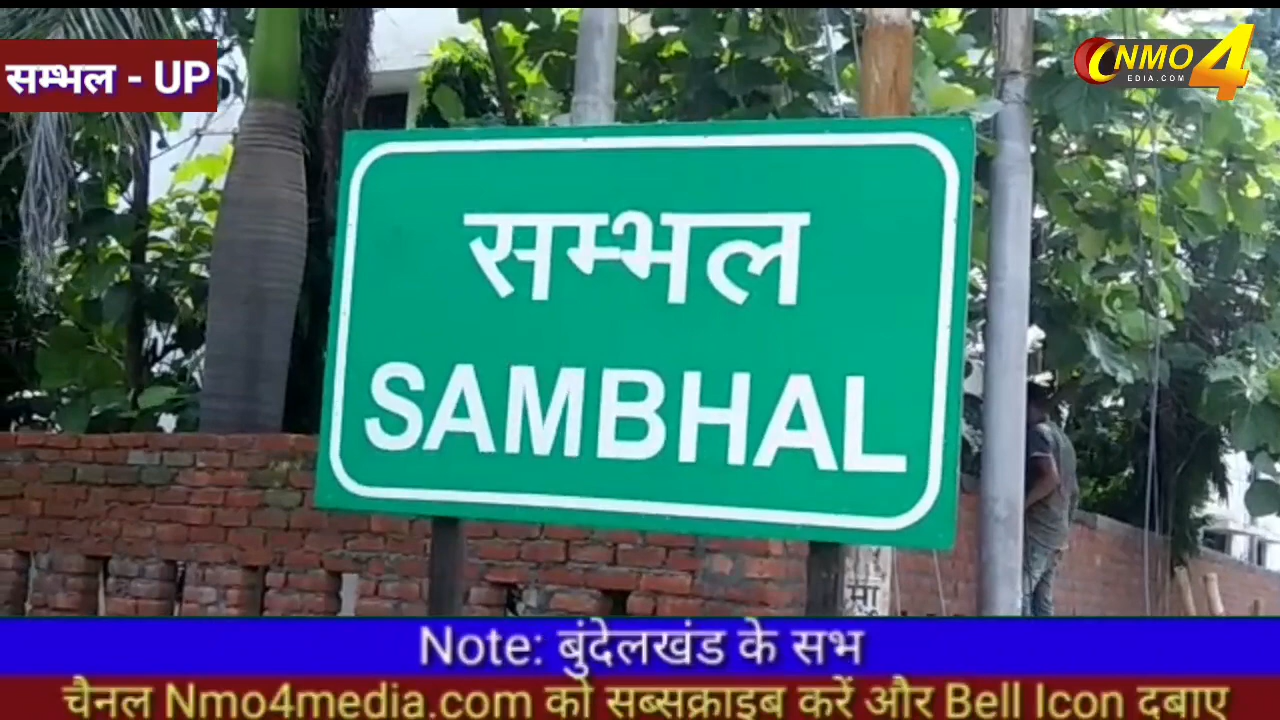 सम्भल - UP
NMO4
EDIA.COM
सम्भल
SAMBHAL
मां
Note: बुंदेलखंड के सभ
चैनल Nmo4media.com को सब्सक्राइब करें और Bell Icon दबाए